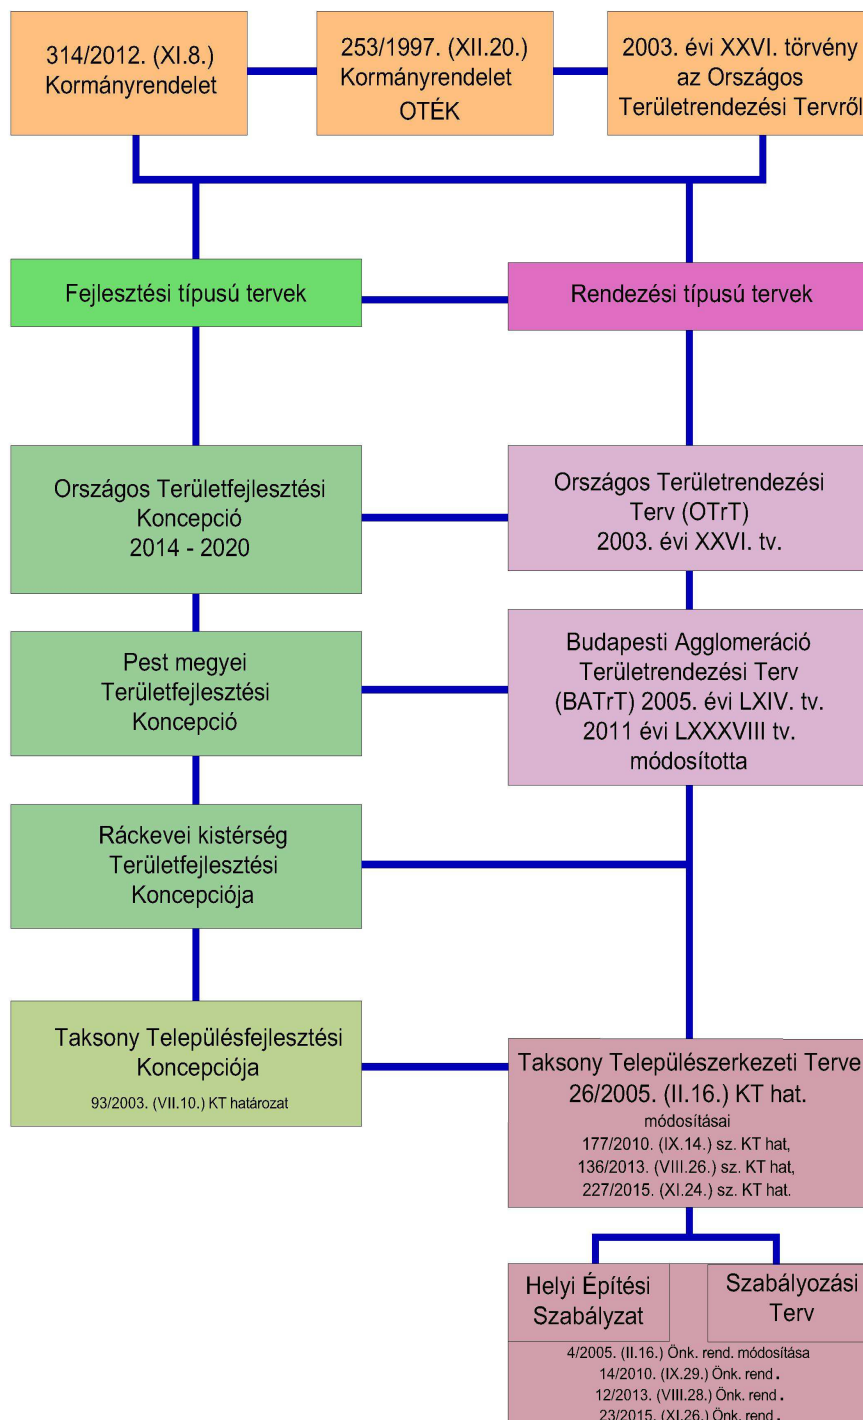 314/2012. (XI.8.)
Kormányrendelet
253/1997. (XII.20.)
Kormányrendelet
OTÉK
2003. évi XXVI. törvény
az Országos
Területrendezési Tervről
Fejlesztési típusú tervek
Rendezési típusú tervek
Országos Területfejlesztési
Koncepció
2014 - 2020
Országos Területrendezési
Terv (OTrT)
2003. évi XXVI. tv.
Pest megyei
Területfejlesztési
Koncepció
Budapesti Agglomeráció
Területrendezési Terv
(BATrT) 2005. évi LXIV. tv.
2011 évi LXXXVIII tv.
módosította
Ráckevei kistérség
Területfejlesztési
Koncepciója
Taksony Településfejlesztési
Koncepciója
93/2003. (VII.10.) KT határozat
Taksony Települészerkezeti Terve
26/2005. (II.16.) KT hat.
módosításai
177/2010. (IX.14.) sz. KT hat,
136/2013. (VIII.26.) sz. KT hat,
227/2015. (XI.24.) sz. KT hat.
Helyi Építési
Szabályzat
Szabályozási
Terv
4/2005. (II.16.) Önk. rend. módosítása
14/2010. (IX.29.) Önk. rend .
12/2013. (VIII.28.) Önk. rend .
23/2015. (XI.26.) Önk. rend .